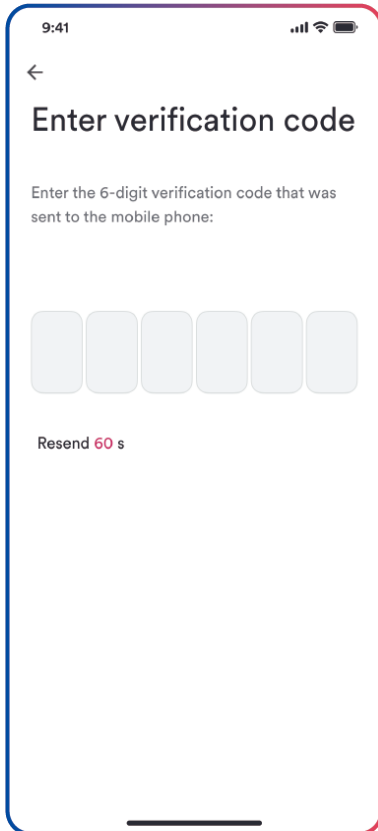 9:41
Enter verification code
Enter the 6-digit verification code that was
sent to the mobile phone:
Resend 60 s